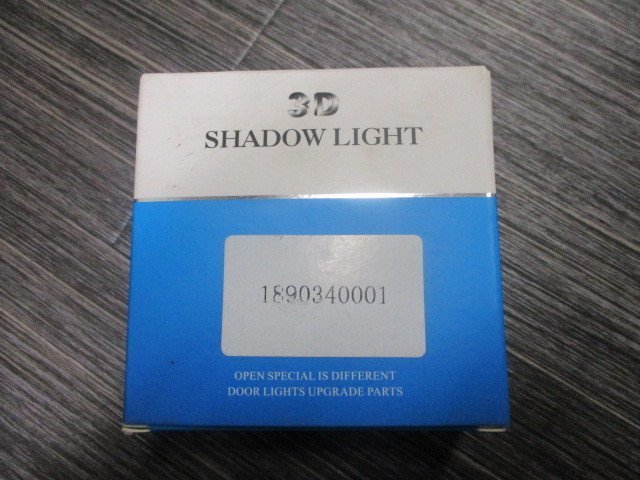 3D
SHADOW LIGHT
1890340001
OPEN SPECIAL IS DIFFERENT
DOOR LIGHTS UPGRADE PARTS